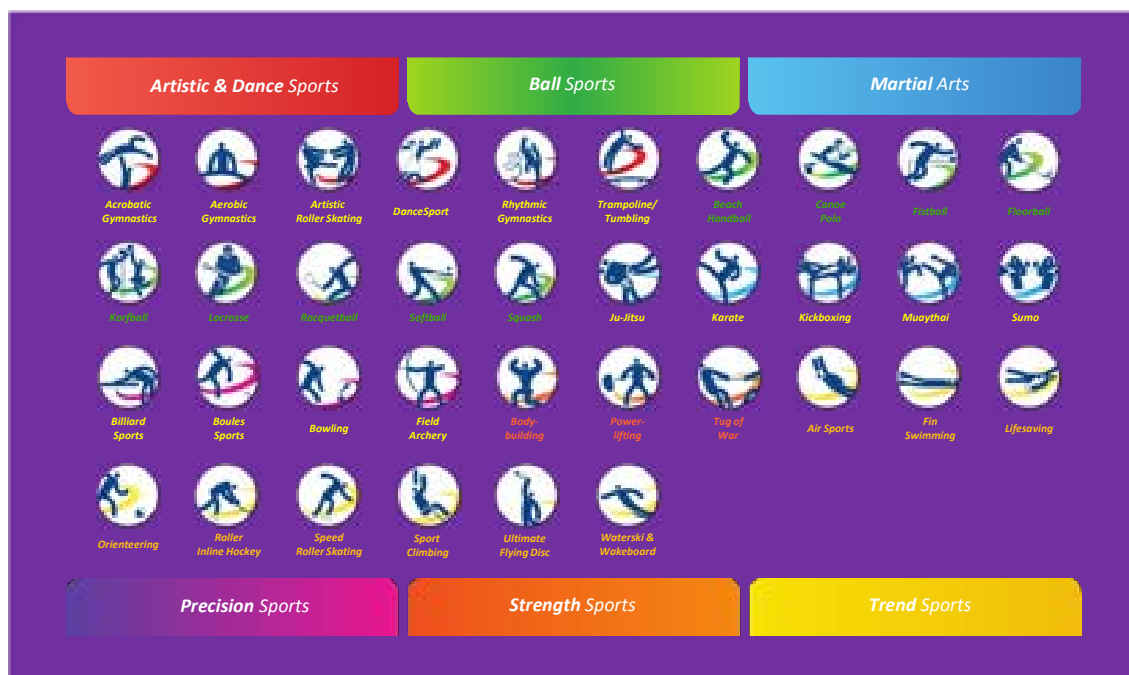 Artistic & Dance Sports
Ball Sports
Martial Arts
Acrobatic
Gymnastics
Aerobic
Gymnastics
Artistic
Roller Skating
DanceSport
Rhythmic
Gymnastics
Trampoline/
Tumbling
Beach
Handball
Canoe
Polo
Fistball
Floorball
Korfball
Lacrosse
Racquetball
Softball
Squash
Ju-Jitsu
Karate
Kickboxing
Muaythai
Sumo
Billiard
Sports
Boules
Sports
Bowling
Field
Archery
Body-
building
Power-
lifting
Tug of
War
Air Sports
Fin
Swimming
Lifesaving
Orienteering
Roller
Inline Hockey
Speed
Roller Skating
Sport
Climbing
Ultimate
Flying Disc
Waterski &
Wakeboard
Precision Sports
Strength Sports
Trend Sports